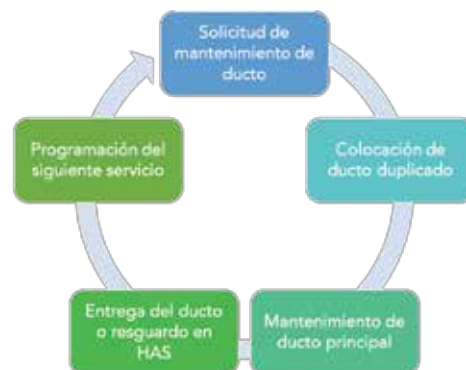 Solicitud de
mantenimiento de
ducto
Colocación de
ducto duplicado
Mantenimiento de
ducto principal
Entrega del ducto
o resguardo en
HAS
Programación del
siguiente servicio